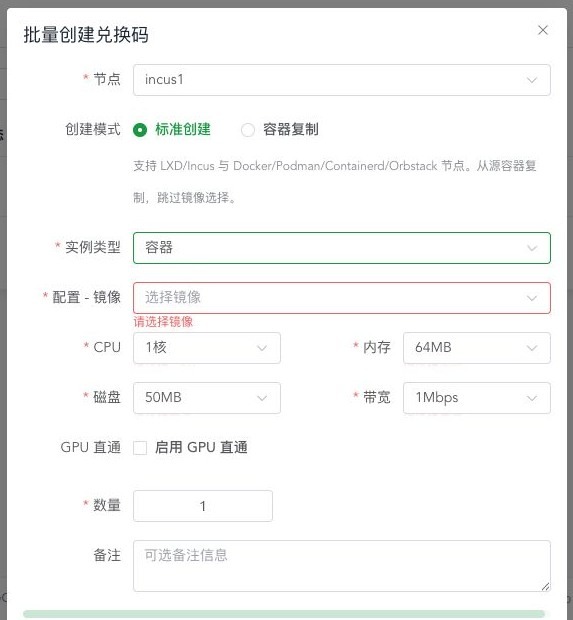 批量创建兑换码
* 节点 incus1
创建模式 标准创建 容器复制
支持 LXD/Incus 与 Docker/Podman/Containerd/Orbstack 节点。从源容器复
制，跳过镜像选择。
* 实例类型 容器
* 配置 - 镜像 选择镜像
请选择镜像
* CPU 1核 * 内存 64MB
* 磁盘 50MB * 带宽 1Mbps
GPU 直通 启用 GPU 直通
* 数量 1
备注 可选备注信息